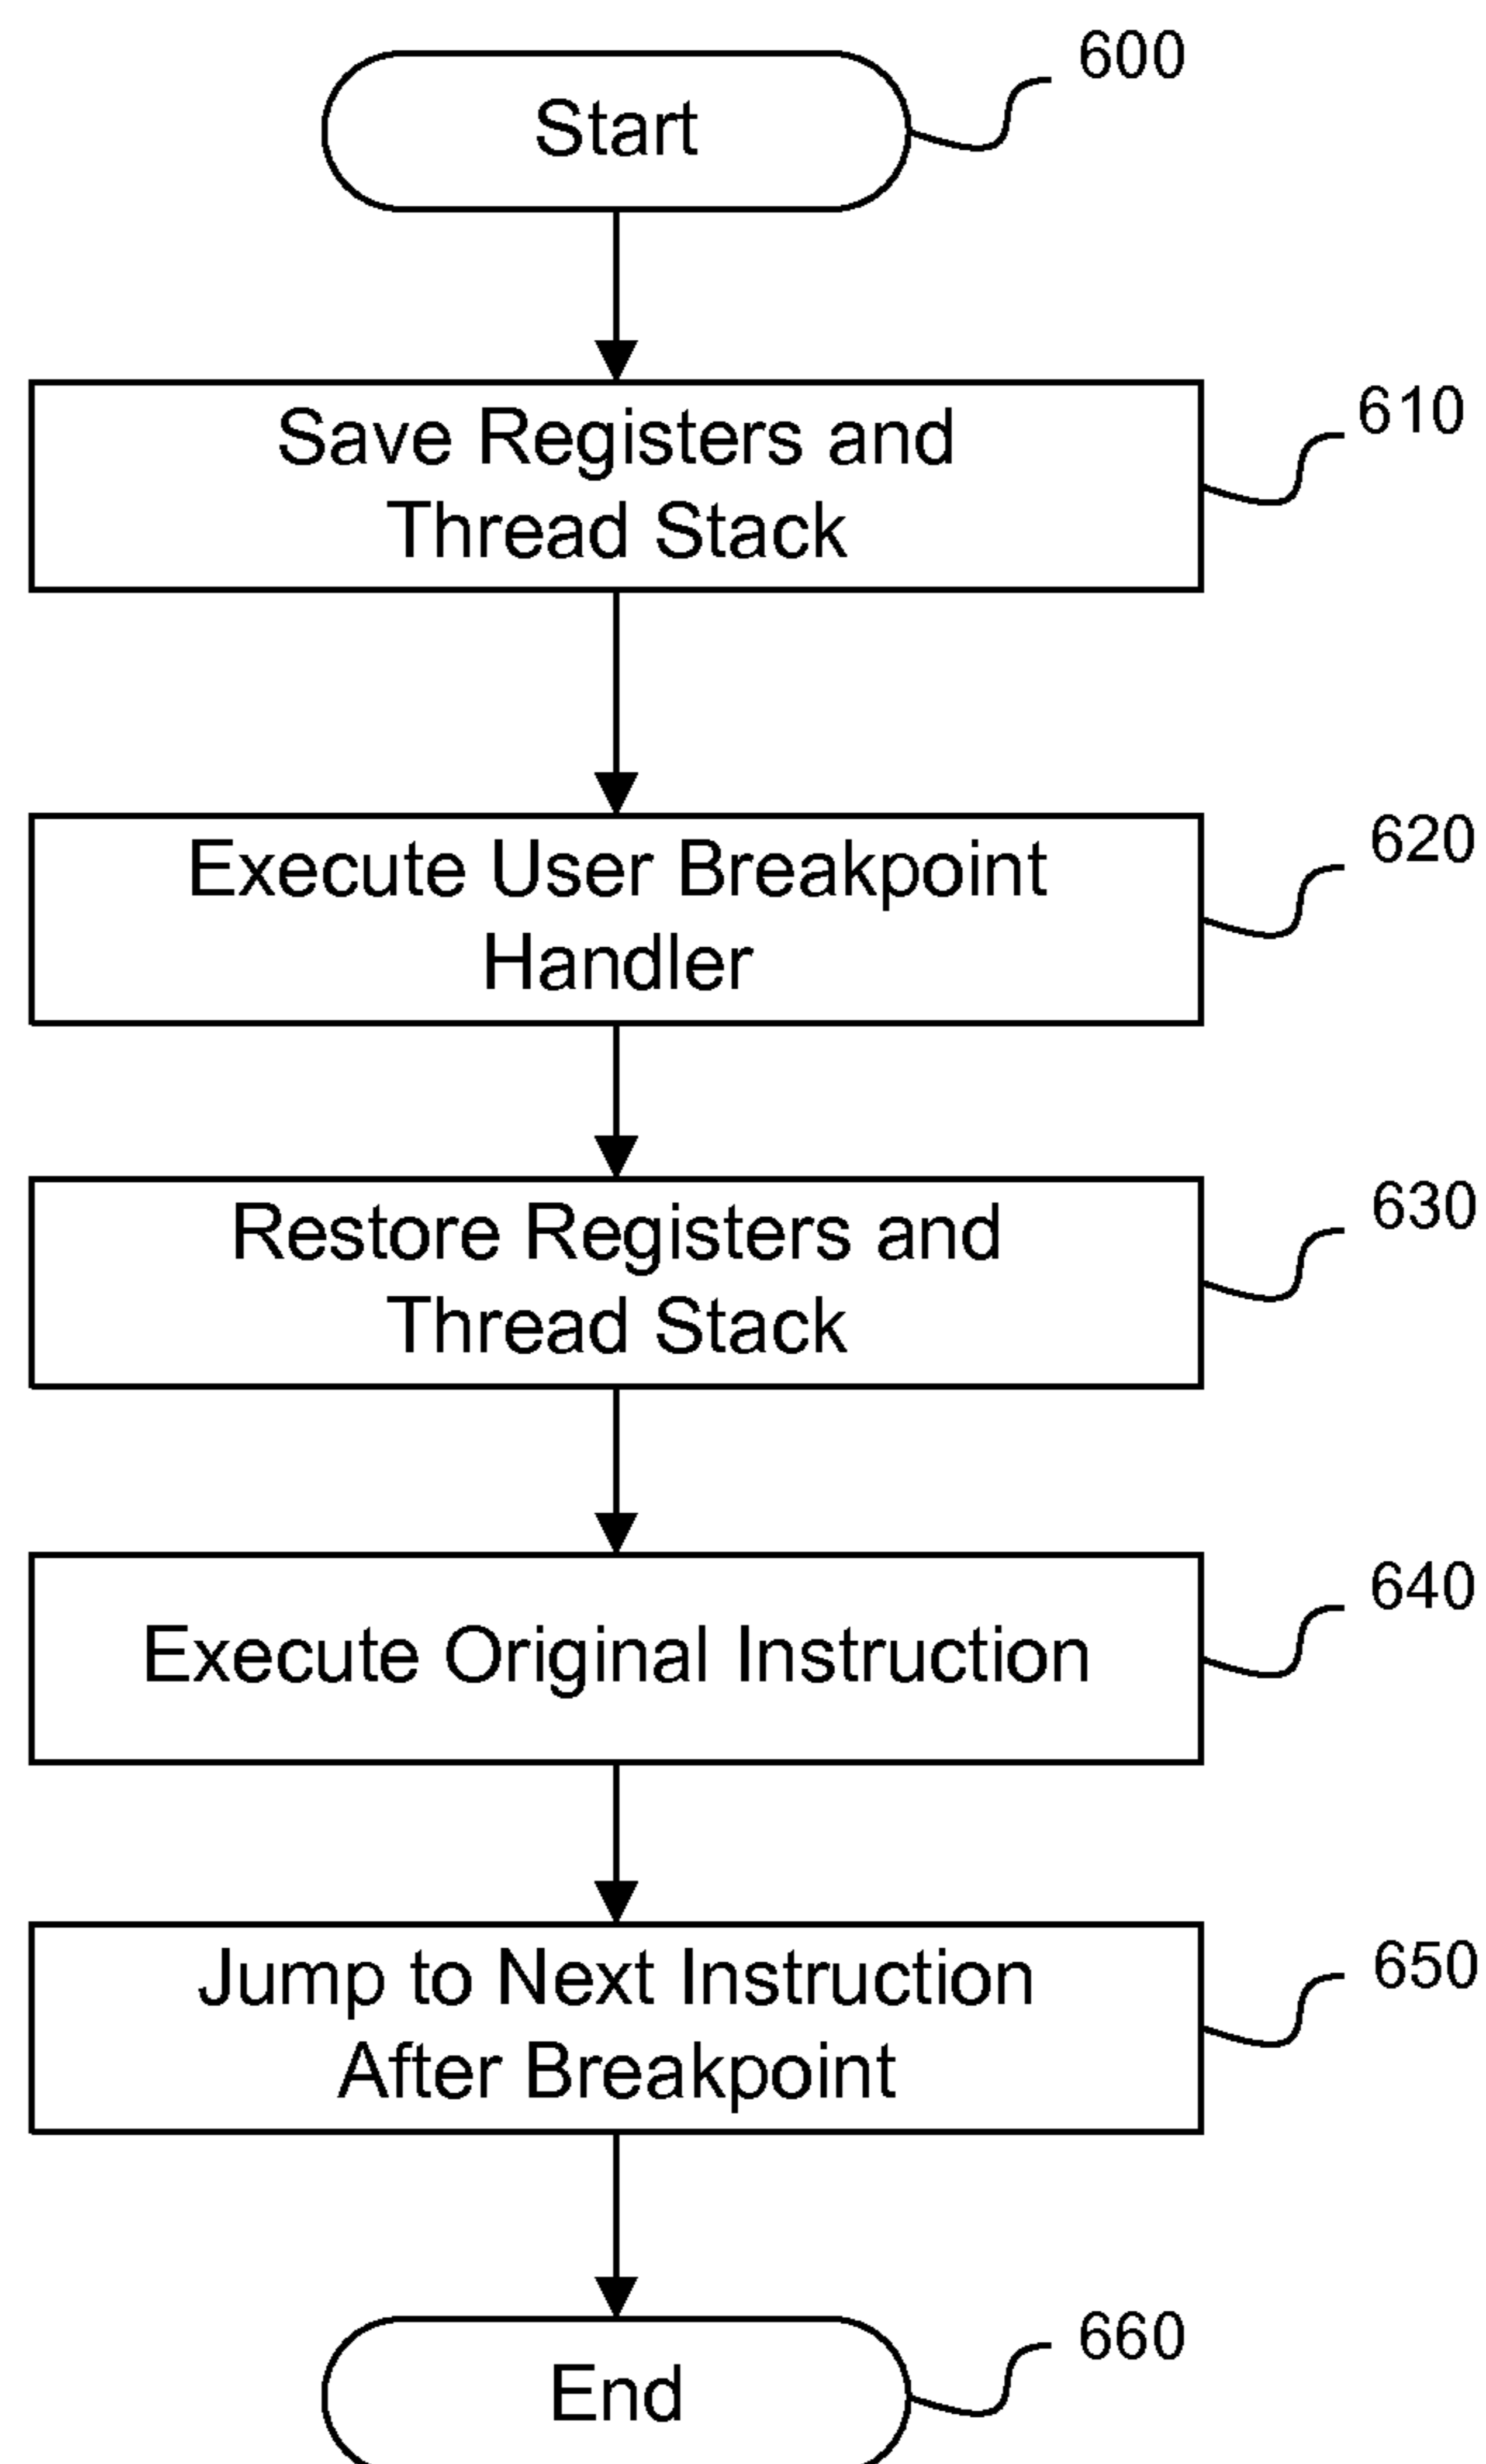 600
Start
610
Save Registers and
Thread Stack
620
Execute User Breakpoint
Handler
630
Restore Registers and
Thread Stack
640
Execute Original Instruction
650
Jump to Next Instruction
After Breakpoint
660
End